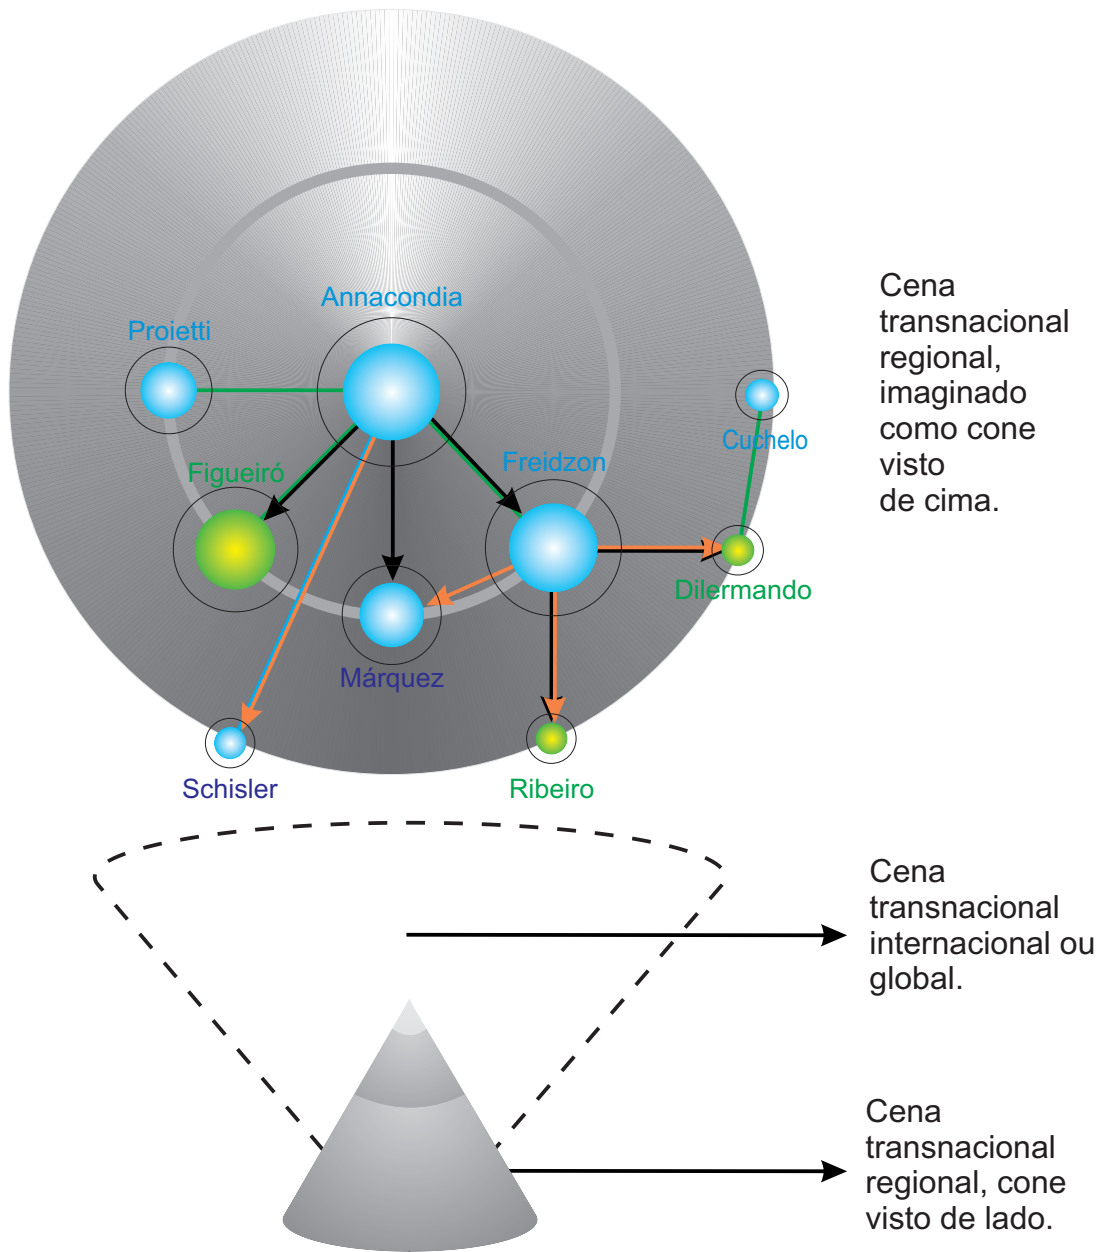 Annacondia
Proietti
Cena
transnacional
regional,
imaginado
como cone
visto
de cima.
Cuchelo
Figueiró
Freidzon
Dilermando
Márquez
Schisler
Ribeiro
Cena
transnacional
internacional ou
global.
Cena
transnacional
regional, cone
visto de lado.